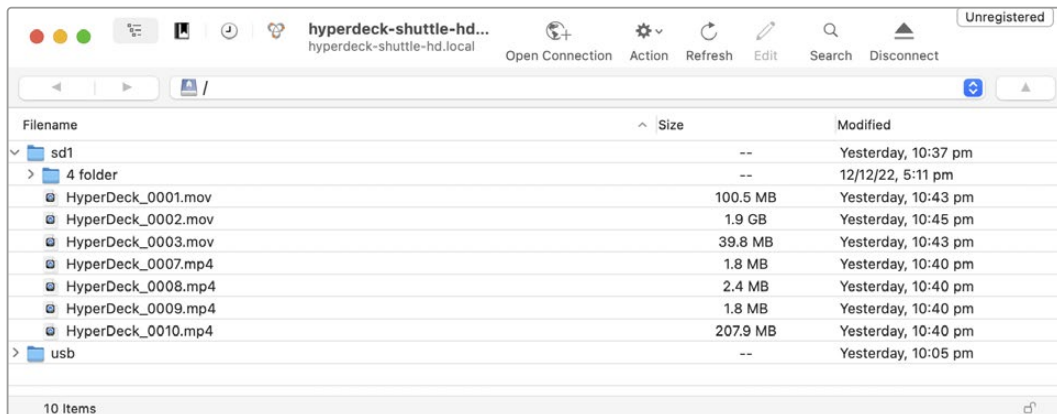 Unregistered
hyperdeck-shuttle-hd...
hyperdeck-shuttle-hd.local
Open Connection Action Refresh Edit Search Disconnect
/
Filename Size Modified
sd1 -- Yesterday, 10:37 pm
4 folder -- 12/12/22, 5:11 pm
HyperDeck_0001.mov 100.5 MB Yesterday, 10:43 pm
HyperDeck_0002.mov 1.9 GB Yesterday, 10:45 pm
HyperDeck_0003.mov 39.8 MB Yesterday, 10:43 pm
HyperDeck_0007.mp4 1.8 MB Yesterday, 10:40 pm
HyperDeck_0008.mp4 2.4 MB Yesterday, 10:40 pm
HyperDeck_0009.mp4 1.8 MB Yesterday, 10:40 pm
HyperDeck_0010.mp4 207.9 MB Yesterday, 10:40 pm
usb -- Yesterday, 10:05 pm
10 Items